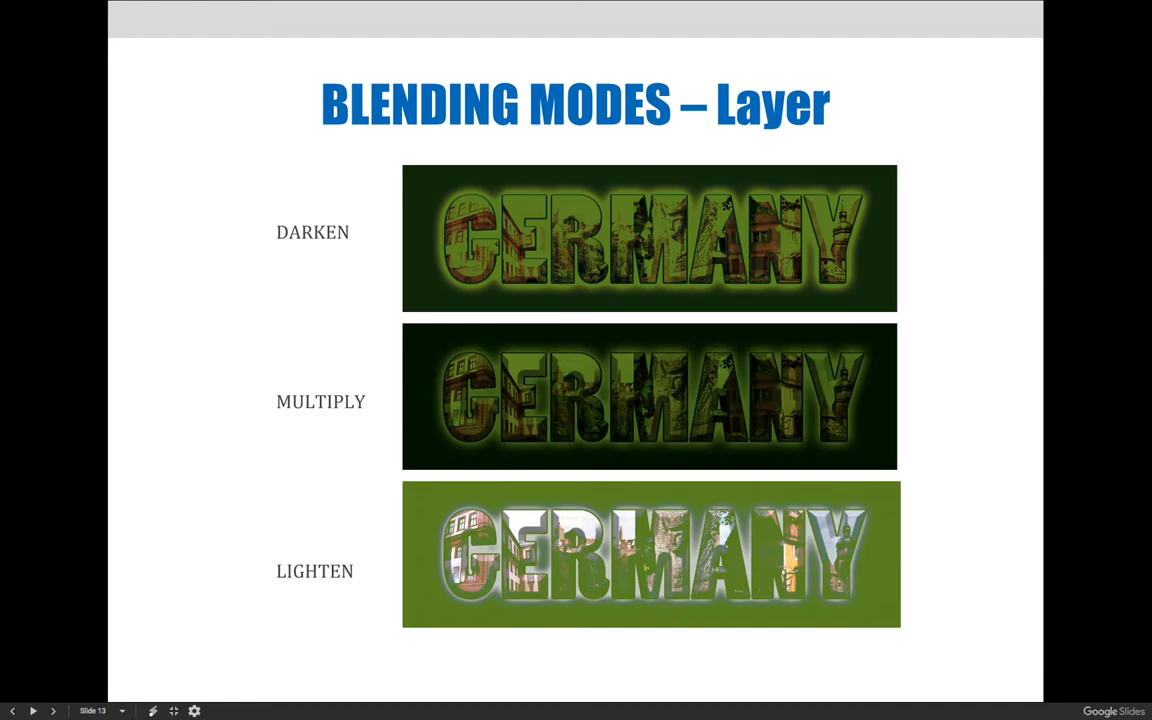 BLENDING MODES – Layer
DARKEN
GERMANY
MULTIPLY
GERMANY
LIGHTEN
GERMANY
Slide 13
Google Slides